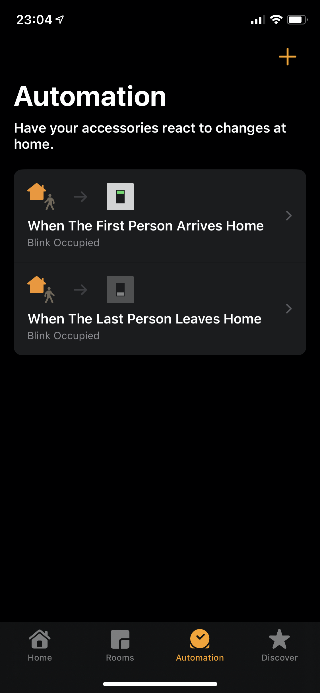 23:04
Automation
Have your accessories react to changes at
home.
When The First Person Arrives Home
Blink Occupied
When The Last Person Leaves Home
Blink Occupied
Home
Rooms
Automation
Discover